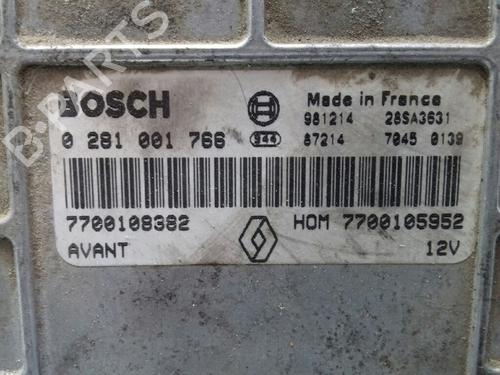 BOSCH
Made in France
981214 28SA3631
0 281 001 766 944 87214 7045 0139
7700108382 HOM 7700105952
AVANT 12V
B-PARTS